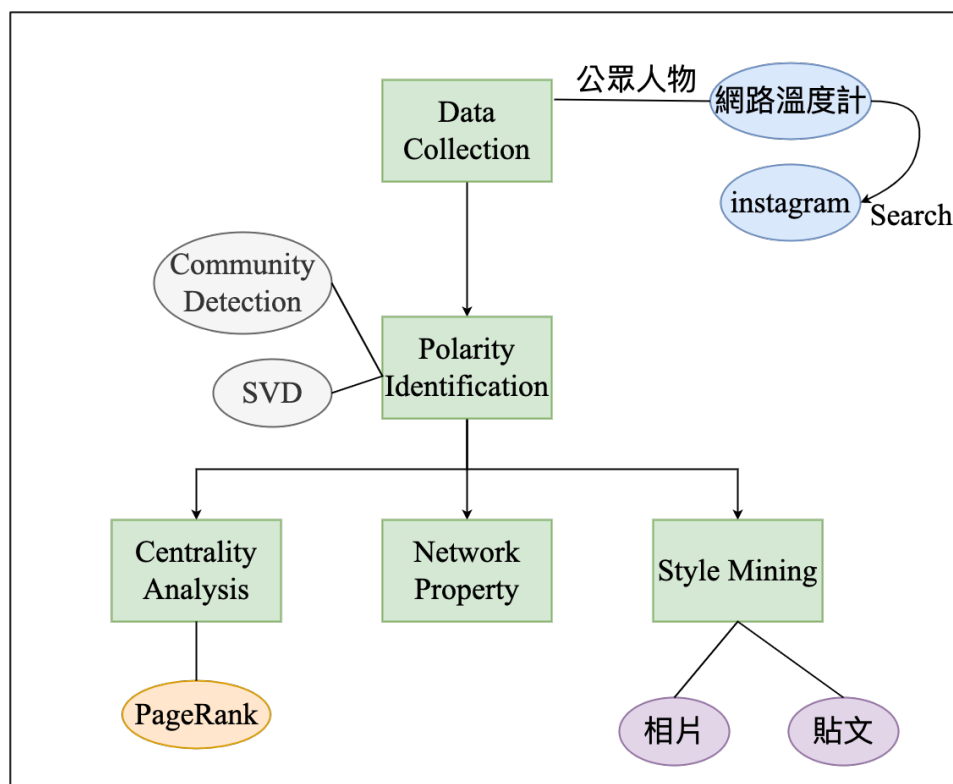 Data
Collection
公眾人物
網路溫度計
instagram
Search
Community
Detection
SVD
Polarity
Identification
Centrality
Analysis
Network
Property
Style Mining
PageRank
相片
貼文